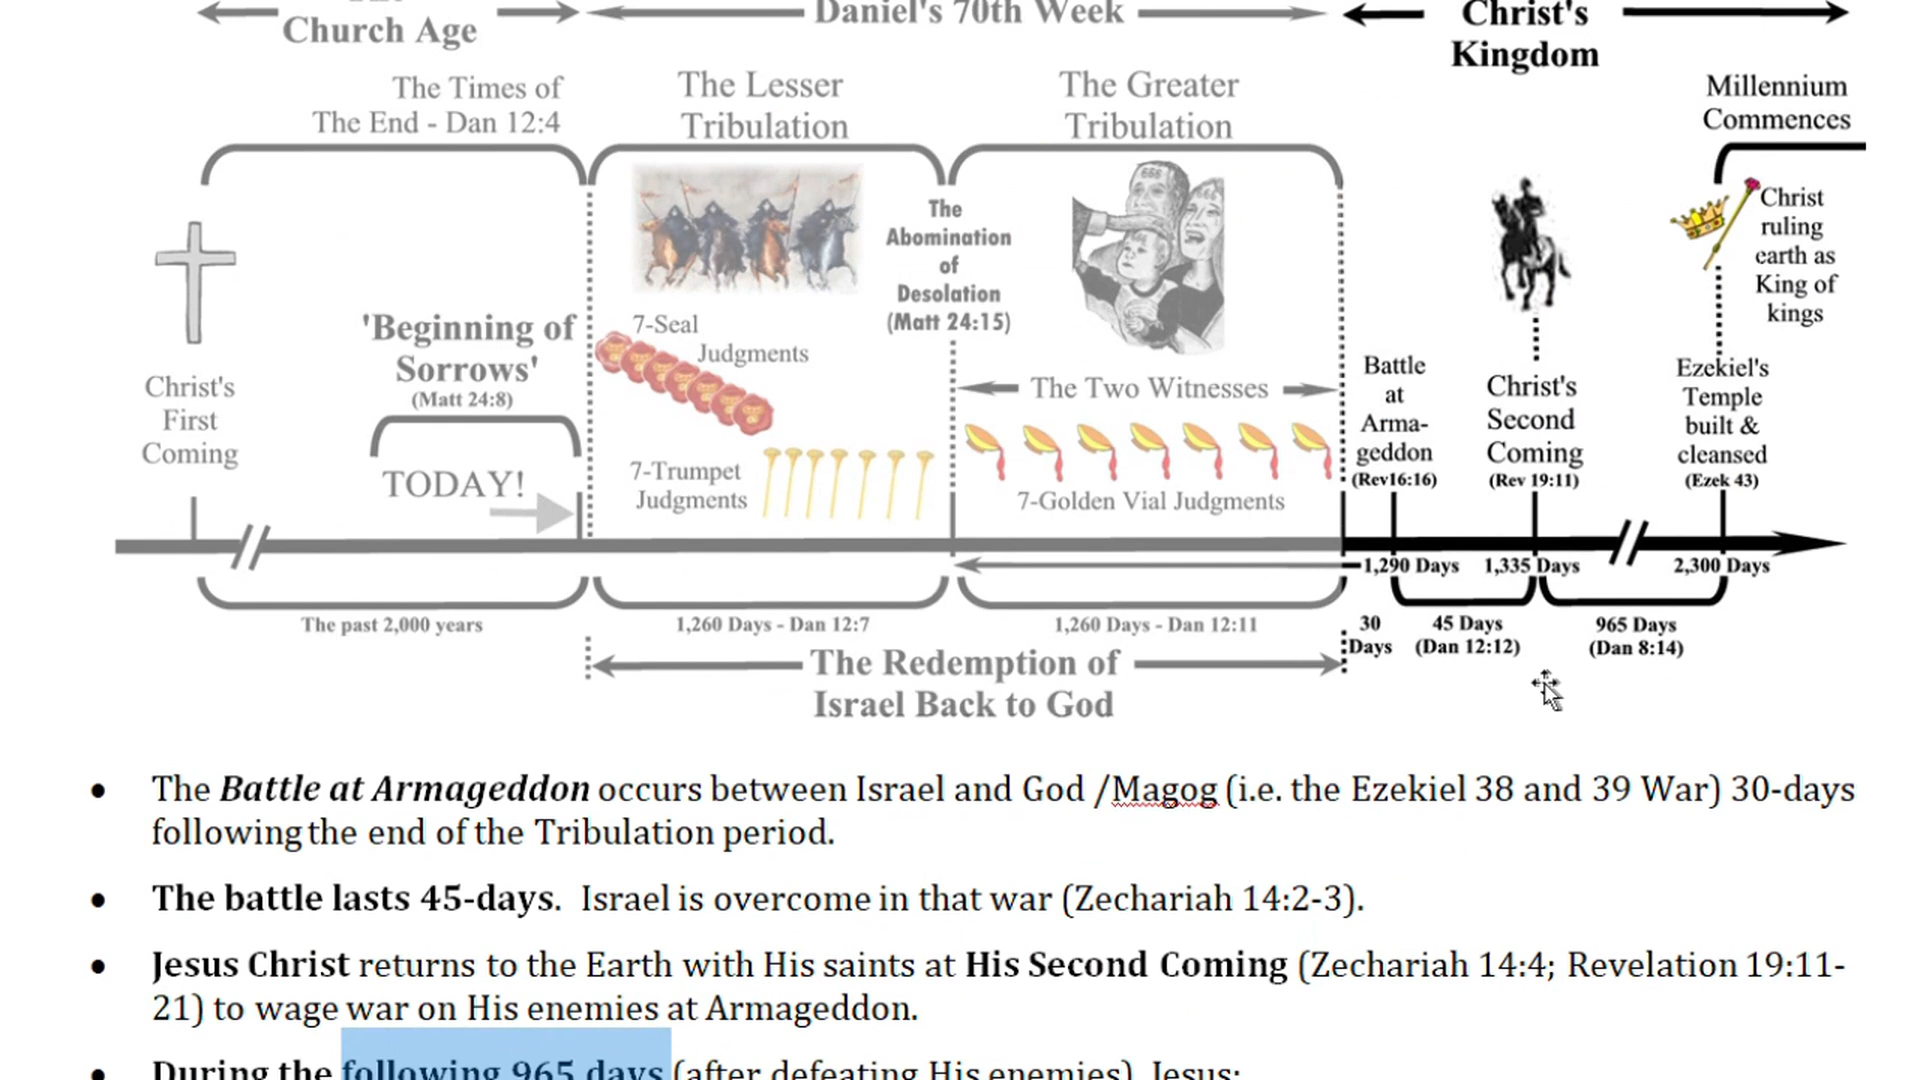 Church Age
Daniel's 70th Week
Christ's
Kingdom
The Times of
The End - Dan 12:4
The Lesser
Tribulation
The Greater
Tribulation
Millennium
Commences
The
Abomination
of
Desolation
(Matt 24:15)
666
Christ
ruling
earth as
King of
kings
'Beginning of
Sorrows'
(Matt 24:8)
7-Seal
Judgments
Christ's
First
Coming
TODAY!
7-Trumpet
Judgments
The Two Witnesses
7-Golden Vial Judgments
Battle
at
Arma-
geddon
(Rev16:16)
Christ's
Second
Coming
(Rev 19:11)
Ezekiel's
Temple
built &
cleansed
(Ezek 43)
1,290 Days
1,335 Days
2,300 Days
The past 2,000 years
1,260 Days - Dan 12:7
1,260 Days - Dan 12:11
30
Days
45 Days
(Dan 12:12)
965 Days
(Dan 8:14)
The Redemption of
Israel Back to God
• The Battle at Armageddon occurs between Israel and God /Magog (i.e. the Ezekiel 38 and 39 War) 30-days
following the end of the Tribulation period.
• The battle lasts 45-days. Israel is overcome in that war (Zechariah 14:2-3).
• Jesus Christ returns to the Earth with His saints at His Second Coming (Zechariah 14:4; Revelation 19:11-
21) to wage war on His enemies at Armageddon.
• During the following 965 days (after defeating His enemies), Jesus: